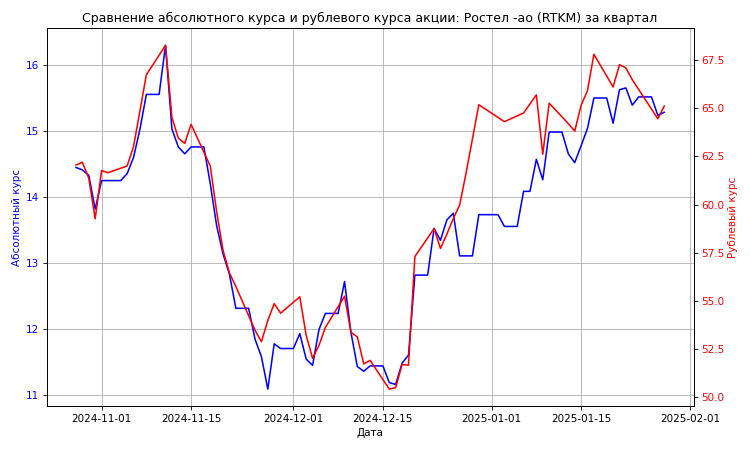 Сравнение абсолютного курса и рублевого курса акции: Ростел -ао (RTKM) за квартал
16
15
14
13
12
11
Абсолютный курс
67.5
65.0
62.5
60.0
57.5
55.0
52.5
50.0
Рублевый курс
2024-11-01 2024-11-15 2024-12-01 2024-12-15 2025-01-01 2025-01-15 2025-02-01
Дата